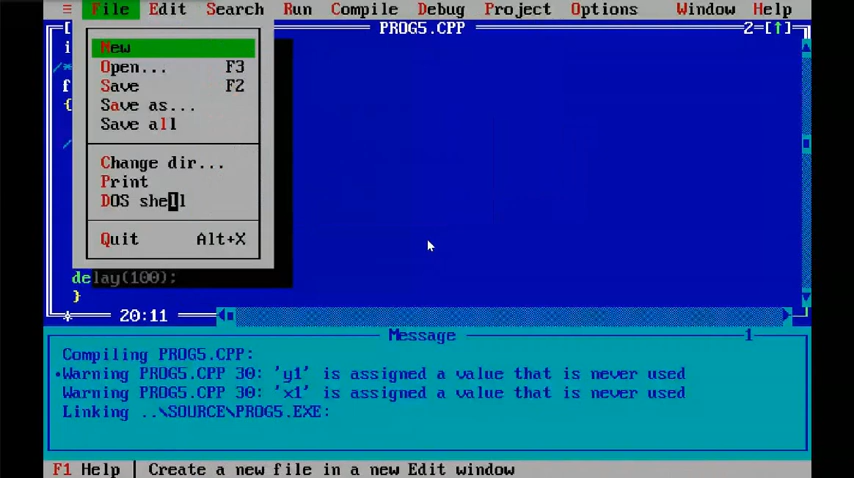 ≡ File Edit Search Run Compile Debug Project Options Window Help
[ PROG5.CPP 2=[↑]
i
/*
f
{
/
New
Open... F3
Save F2
Save as...
Save all
Change dir...
Print
DOS shell
Quit Alt+X
delay(100);
}
* 20:11
Message 1
Compiling PROG5.CPP:
•Warning PROG5.CPP 30: 'y1' is assigned a value that is never used
Warning PROG5.CPP 30: 'x1' is assigned a value that is never used
Linking ..\SOURCE\PROG5.EXE:
F1 Help | Create a new file in a new Edit window